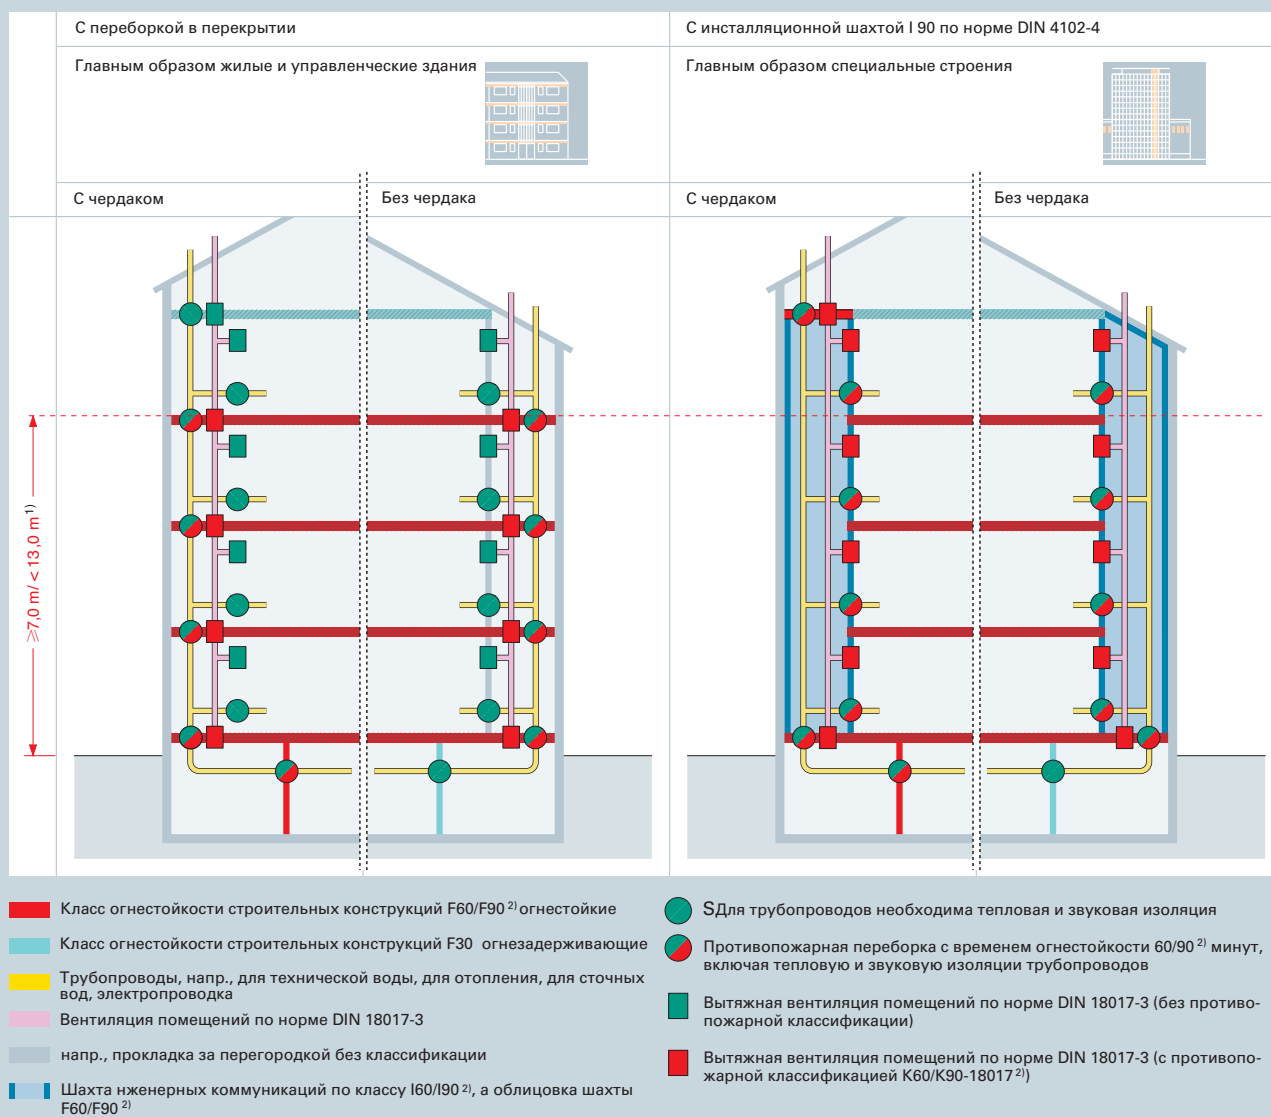 С переборкой в перекрытии
С инсталляционной шахтой I 90 по норме DIN 4102-4
Главным образом жилые и управленческие здания
Главным образом специальные строения
С чердаком
Без чердака
С чердаком
Без чердака
≥7,0 m/ < 13,0 m 1)
Класс огнестойкости строительных конструкций F60/F90 2) огнестойкие
Класс огнестойкости строительных конструкций F30 огнезадерживающие
Трубопроводы, напр., для технической воды, для отопления, для сточных
вод, электропроводка
Вентиляция помещений по норме DIN 18017-3
напр., прокладка за перегородкой без классификации
Шахта нженерных коммуникаций по классу I60/I90 2), а облицовка шахты
F60/F90 2)
SДля трубопроводов необходима тепловая и звуковая изоляция
Противопожарная переборка с временем огнестойкости 60/90 2) минут,
включая тепловую и звуковую изоляции трубопроводов
Вытяжная вентиляция помещений по норме DIN 18017-3 (без противо-
пожарной классификации)
Вытяжная вентиляция помещений по норме DIN 18017-3 (с противопо-
жарной классификацией К60/К90-18017 2))